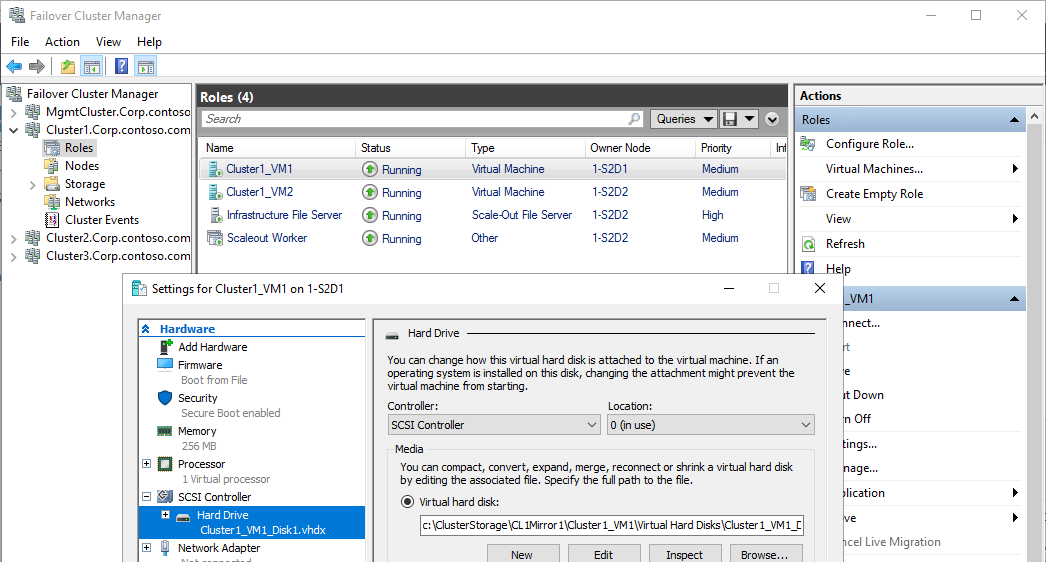 Failover Cluster Manager
File Action View Help
Failover Cluster Manager
MgmtCluster.Corp.contoso
Cluster1.Corp.contoso.com
Roles
Nodes
Storage
Networks
Cluster Events
Cluster2.Corp.contoso.com
Cluster3.Corp.contoso.com
Roles (4)
Search
Queries
Name Status Type Owner Node Priority Inf
Cluster1_VM1 Running Virtual Machine 1-S2D1 Medium
Cluster1_VM2 Running Virtual Machine 1-S2D2 Medium
Infrastructure File Server Running Scale-Out File Server 1-S2D2 High
Scaleout Worker Running Other 1-S2D2 Medium
Actions
Roles
Configure Role...
Virtual Machines...
Create Empty Role
View
Refresh
Help
_VM1
nnect...
rt
ve
ut Down
rn Off
ttings...
nage...
plication
ve
ncel Live Migration
Settings for Cluster1_VM1 on 1-S2D1
Hardware
Add Hardware
Firmware
Boot from File
Security
Secure Boot enabled
Memory
256 MB
Processor
1 Virtual processor
SCSI Controller
Hard Drive
Cluster1_VM1_Disk1.vhdx
Network Adapter
Not connected
Hard Drive
You can change how this virtual hard disk is attached to the virtual machine. If an
operating system is installed on this disk, changing the attachment might prevent the
virtual machine from starting.
Controller: Location:
SCSI Controller 0 (in use)
Media
You can compact, convert, expand, merge, reconnect or shrink a virtual hard disk
by editing the associated file. Specify the full path to the file.
Virtual hard disk:
c:\ClusterStorage\CL1Mirror1\Cluster1_VM1\Virtual Hard Disks\Cluster1_VM1_D
New Edit Inspect Browse...